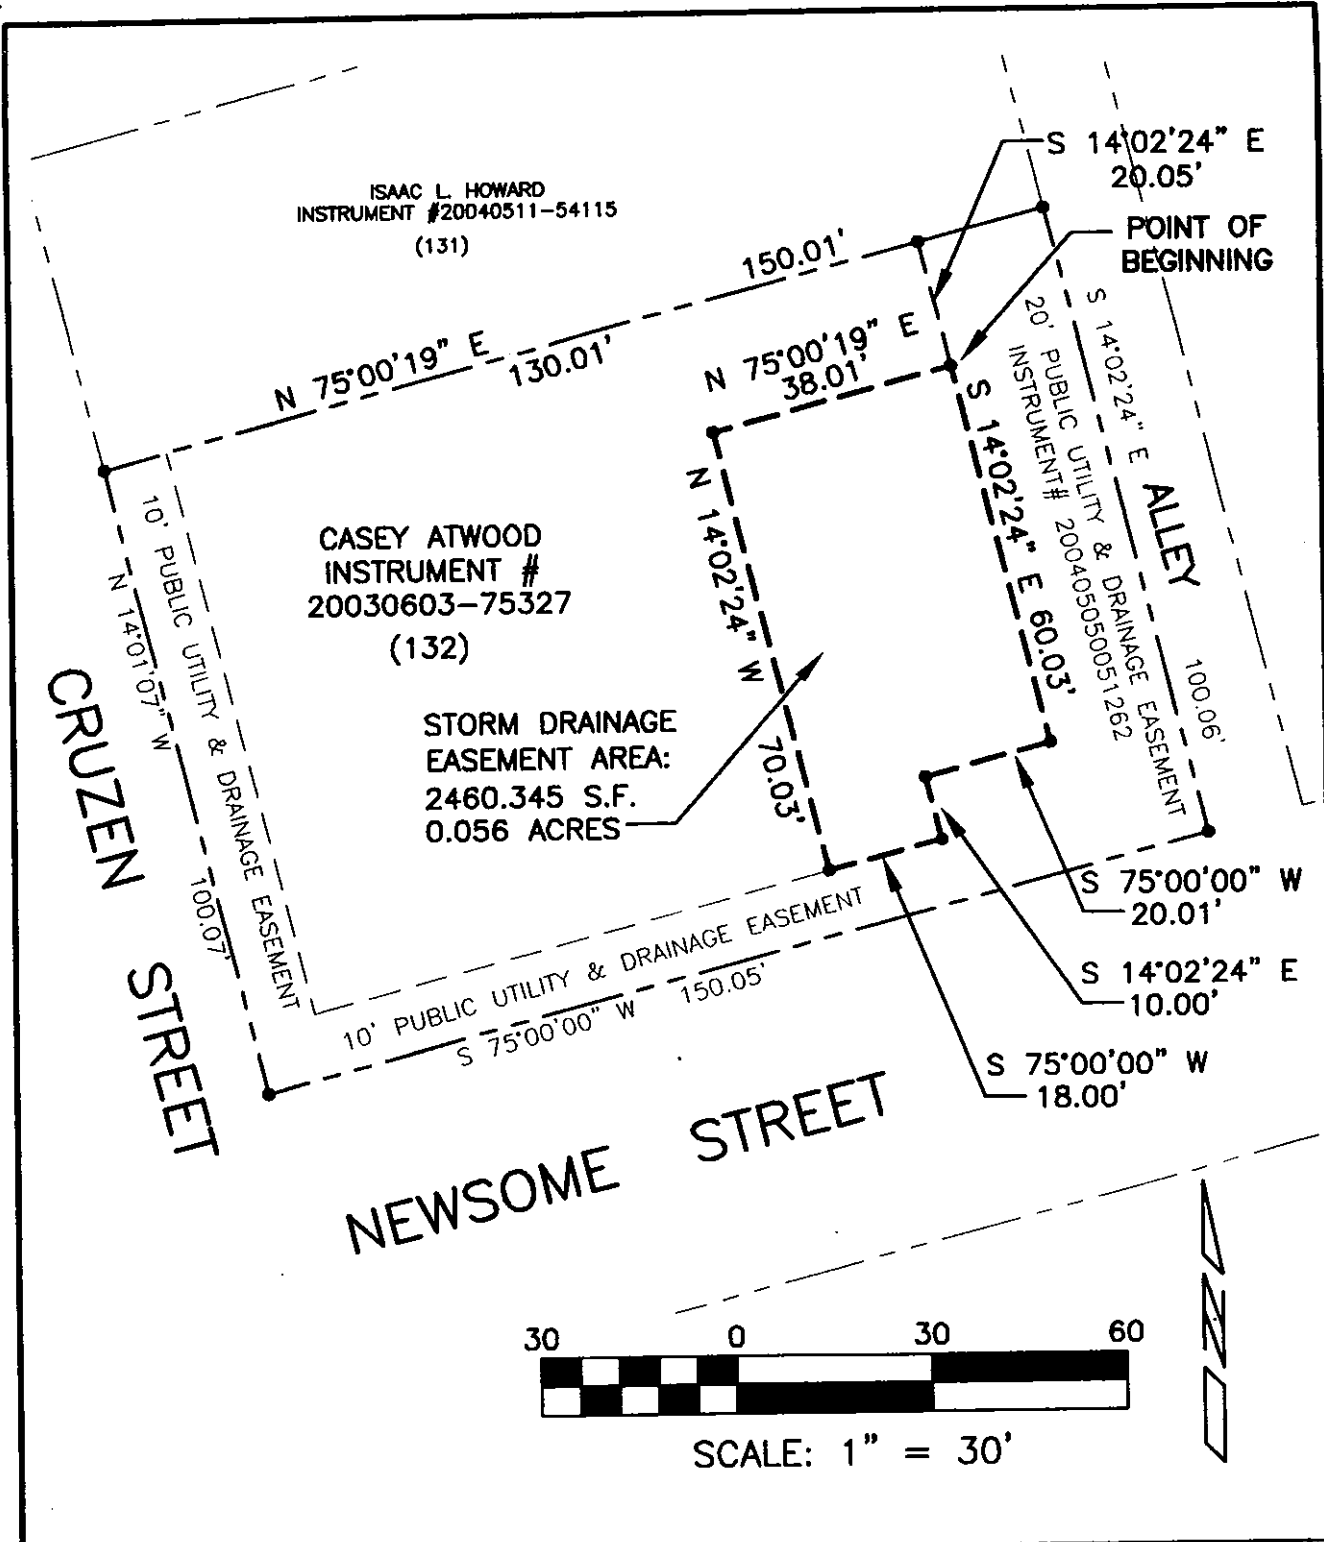 ISAAC L. HOWARD
INSTRUMENT #20040511-54115
(131)
S 14°02'24" E
20.05'
POINT OF
BEGINNING
150.01'
N 75°00'19" E
130.01'
N 75°00'19" E
38.01'
S 14°02'24" E 60.03'
20' PUBLIC UTILITY & DRAINAGE EASEMENT
INSTRUMENT# 200405050051262
S 14°02'24" E
100.06'
ALLEY
N 14°02'24" W 70.03'
CASEY ATWOOD
INSTRUMENT #
20030603-75327
(132)
10' PUBLIC UTILITY & DRAINAGE EASEMENT
N 14°01'07" W
100.07'
CRUZEN STREET
STORM DRAINAGE
EASEMENT AREA:
2460.345 S.F.
0.056 ACRES
S 75°00'00" W
20.01'
S 14°02'24" E
10.00'
S 75°00'00" W
18.00'
10' PUBLIC UTILITY & DRAINAGE EASEMENT
S 75°00'00" W 150.05'
NEWSOME STREET
N
30 0 30 60
SCALE: 1" = 30'